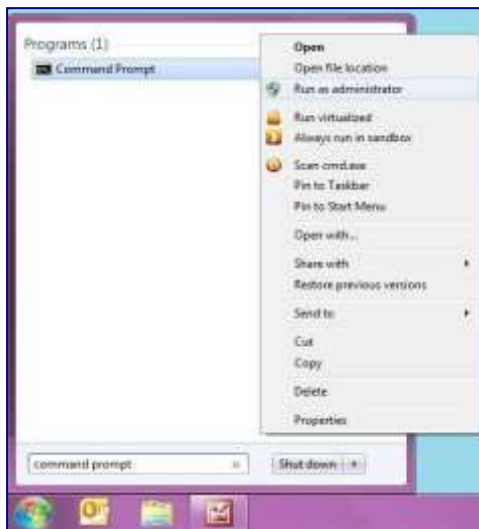 Programs (1)
Command Prompt
Open
Open file location
Run as administrator
Run virtualized
Always run in sandbox
Scan cmd.exe
Pin to Taskbar
Pin to Start Menu
Open with...
Share with
Restore previous versions
Send to
Cut
Copy
Delete
Properties
command prompt
Shut down